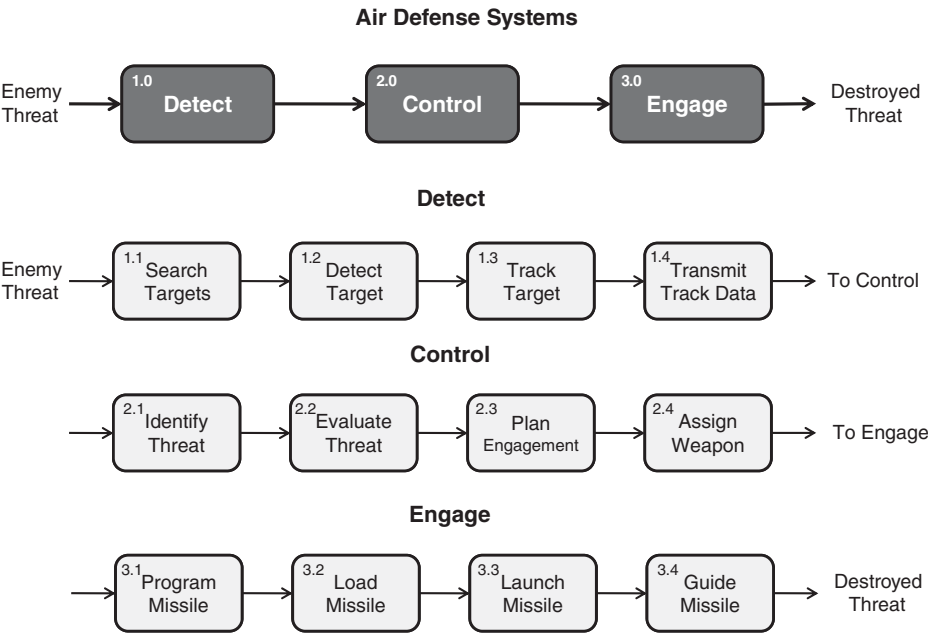 Air Defense Systems
Enemy
Threat
1.0
Detect
2.0
Control
3.0
Engage
Destroyed
Threat
Detect
Enemy
Threat
1.1 Search
Targets
1.2 Detect
Target
1.3 Track
Target
1.4 Transmit
Track Data
To Control
Control
2.1 Identify
Threat
2.2 Evaluate
Threat
2.3 Plan
Engagement
2.4 Assign
Weapon
To Engage
Engage
3.1 Program
Missile
3.2 Load
Missile
3.3 Launch
Missile
3.4 Guide
Missile
Destroyed
Threat